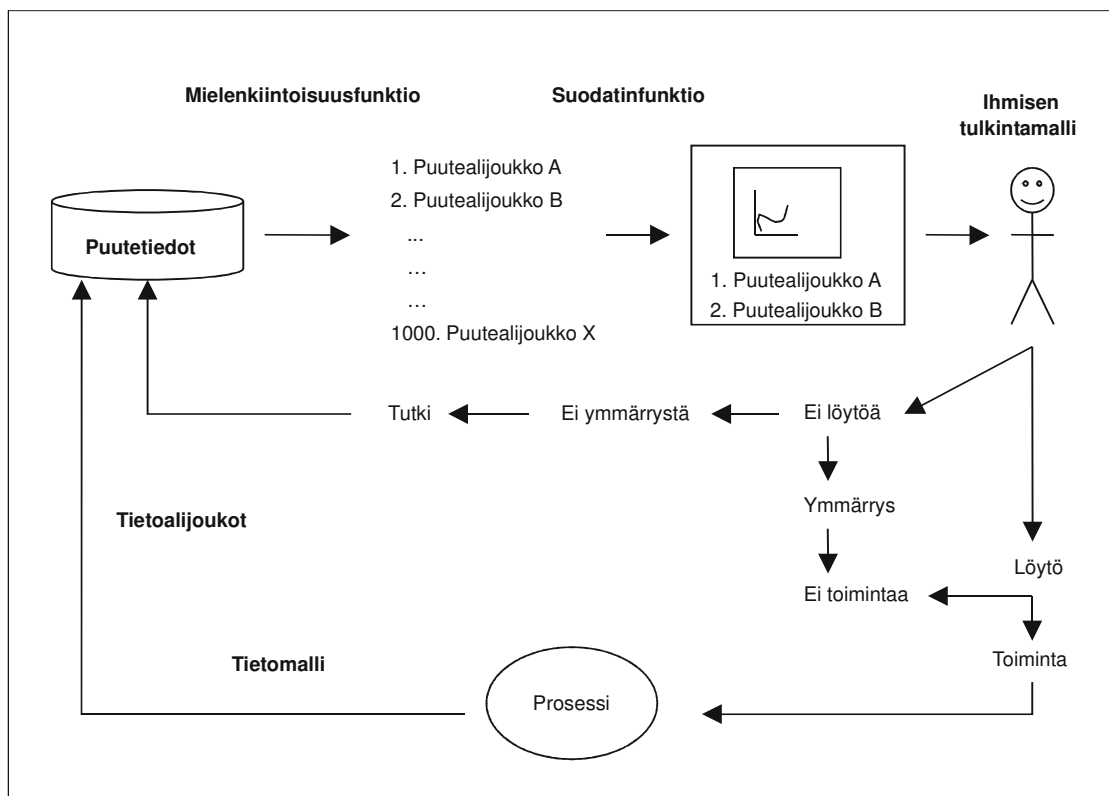 Mielenkiintoisuusfunktio
Suodatinfunktio
Ihmisen
tulkintamalli
1. Puutealijoukko A
2. Puutealijoukko B
...
...
...
1000. Puutealijoukko X
Puutetiedot
1. Puutealijoukko A
2. Puutealijoukko B
Tutki
Ei ymmärrystä
Ei löytöä
Ymmärrys
Tietoalijoukot
Löytö
Ei toimintaa
Toiminta
Tietomalli
Prosessi